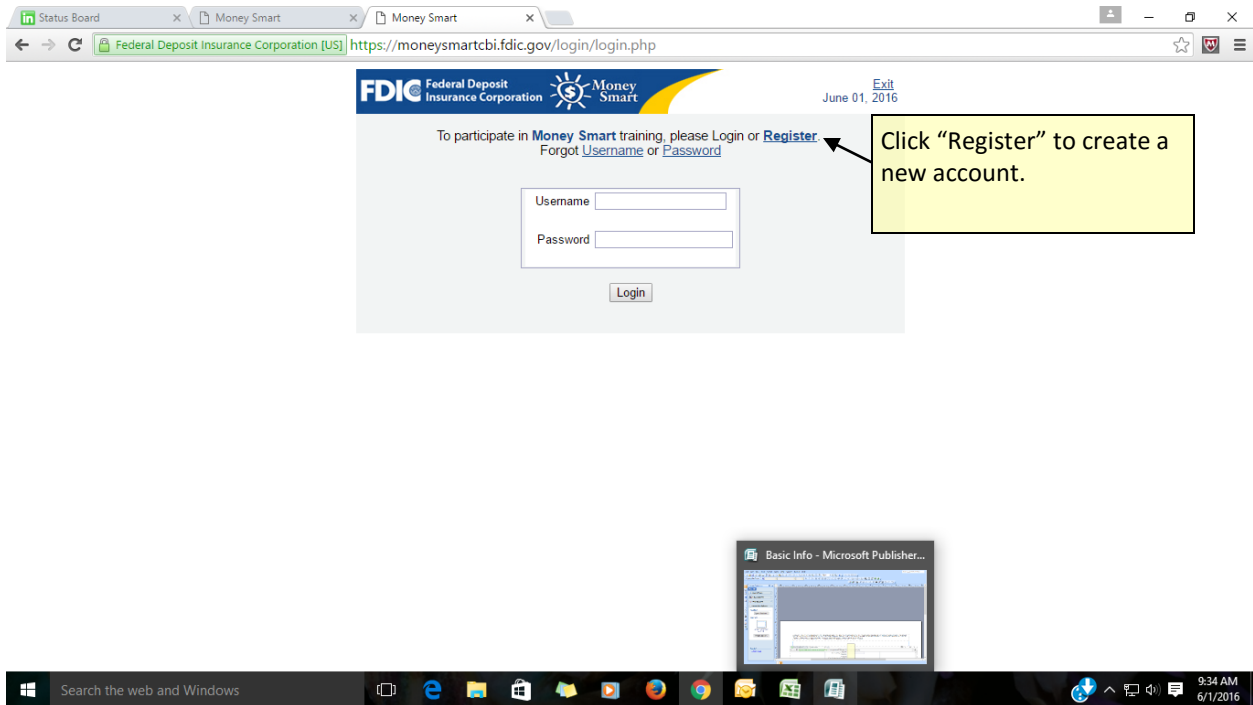 Status Board
Money Smart
Money Smart
Federal Deposit Insurance Corporation [US]
https://moneysmartcbi.fdic.gov/login/login.php
FDIC Federal Deposit
Insurance Corporation
Money
Smart
Exit
June 01, 2016
To participate in Money Smart training, please Login or Register.
Forgot Username or Password
Click “Register” to create a
new account.
Username
Password
Login
Basic Info - Microsoft Publisher...
Search the web and Windows
9:34 AM
6/1/2016